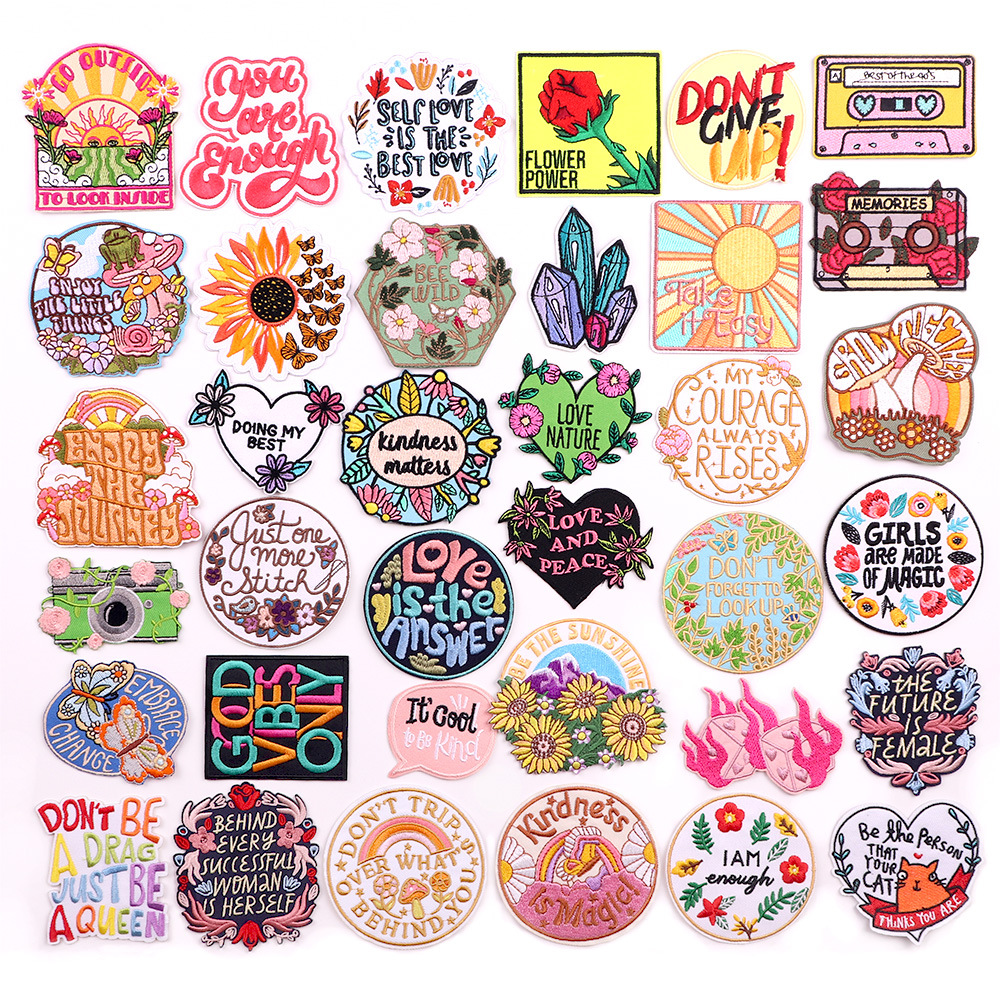 GO OUTSIDE
TO LOOK INSIDE
You
are
Enough
SELF LOVE
IS THE
BEST LOVE
FLOWER
POWER
DON'T
GIVE
UP!
Best of the 90's
MEMORIES
ENJOY
THE LITTLE
THINGS
BEE
WILD
Take
it Easy
GROW
ENJOY
THE
JOURNEY
DOING MY
BEST
kindness
matters
LOVE
NATURE
MY
COURAGE
ALWAYS
RISES
Just one
more
Stitch
LOVE
is the
ANSWER
LOVE
AND
PEACE
DON'T
FORGET TO
LOOK UP
GIRLS
are MADE
OF MAGIC
EMBRACE
CHANGE
GOOD
VIBES
ONLY
It's Cool
to Be Kind
BE THE SUNSHINE
THE
FUTURE
IS
FEMALE
DON'T BE
A DRAG
JUST BE
A QUEEN
BEHIND
EVERY
SUCCESSFUL
WOMAN
IS HERSELF
DON'T TRIP
OVER WHAT'S
BEHIND YOU
Kindness
is Magic!
I AM
enough
Be the Person
THAT
YOUR
CAT
THINKS YOU ARE